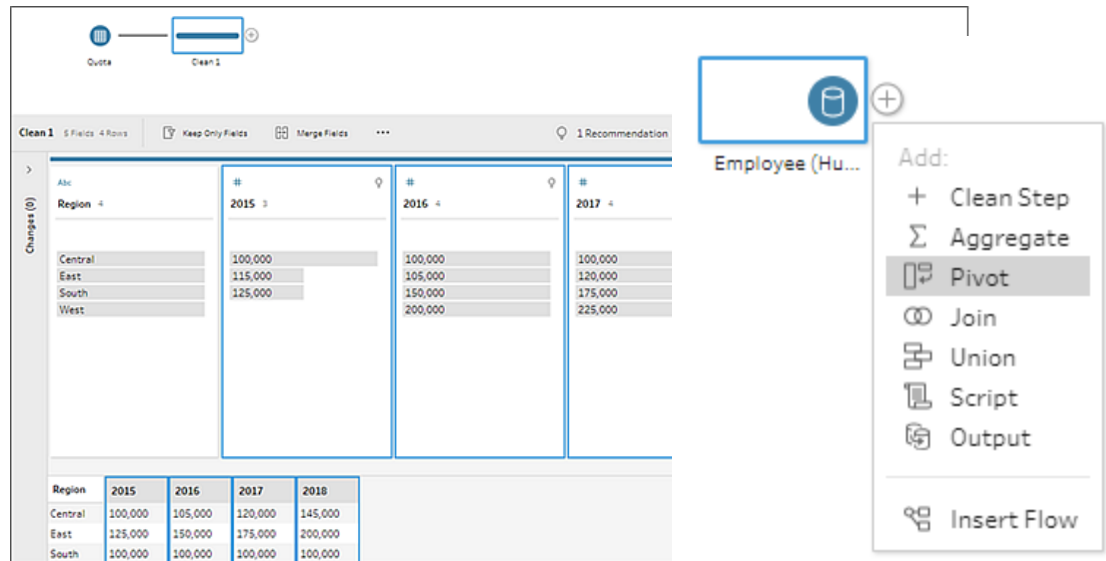 Quota
Clean 1
Clean 1 5 Fields 4 Rows Keep Only Fields Merge Fields ... 1 Recommendation
Changes (0)
Abc
Region 4
Central
East
South
West
#
2015 3
100,000
115,000
125,000
#
2016 4
100,000
105,000
150,000
200,000
#
2017 4
100,000
120,000
175,000
225,000
Region 2015 2016 2017 2018
Central 100,000 105,000 120,000 145,000
East 125,000 150,000 175,000 200,000
South 100,000 100,000 100,000 100,000
Employee (Hu...
Add:
Clean Step
Aggregate
Pivot
Join
Union
Script
Output
Insert Flow